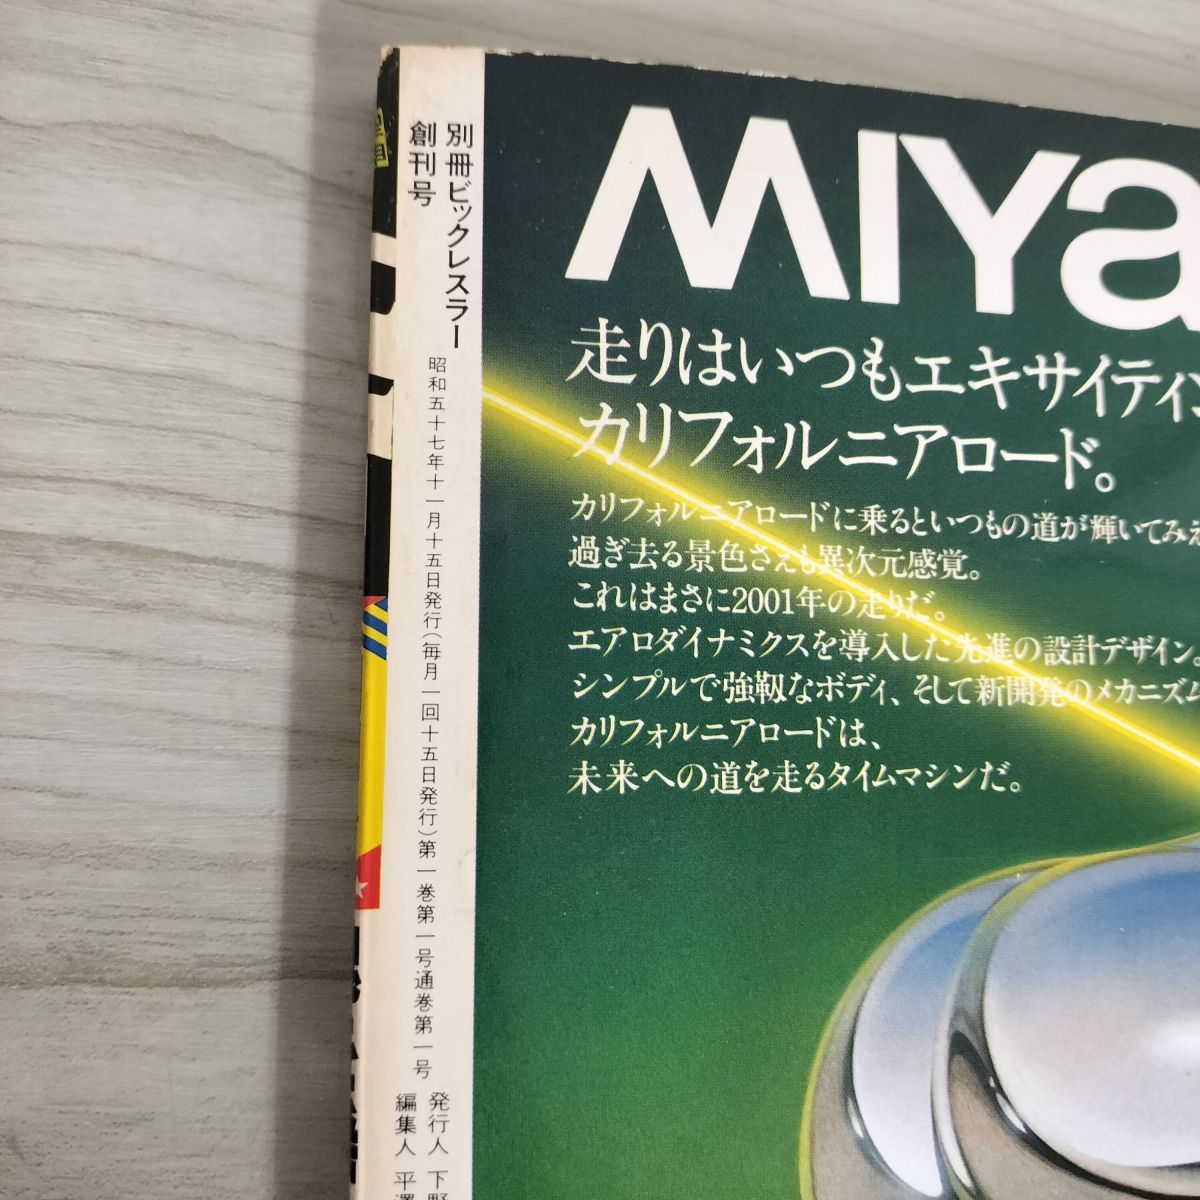 別冊ビックレスラー
創刊号
昭和五十七年十一月十五日発行(毎月一回十五日発行)第一巻第一号通巻第一号
発行人 下野
編集人 平澤
MIYa
走りはいつもエキサイティ
カリフォルニアロード。
カリフォルニアロードに乗るといつもの道が輝いてみえ
過ぎ去る景色さえも異次元感覚。
これはまさに2001年の走りだ。
エアロダイナミクスを導入した先進の設計デザイン。
シンプルで強靱なボディ、そして新開発のメカニズム
カリフォルニアロードは、
未来への道を走るタイムマシンだ。